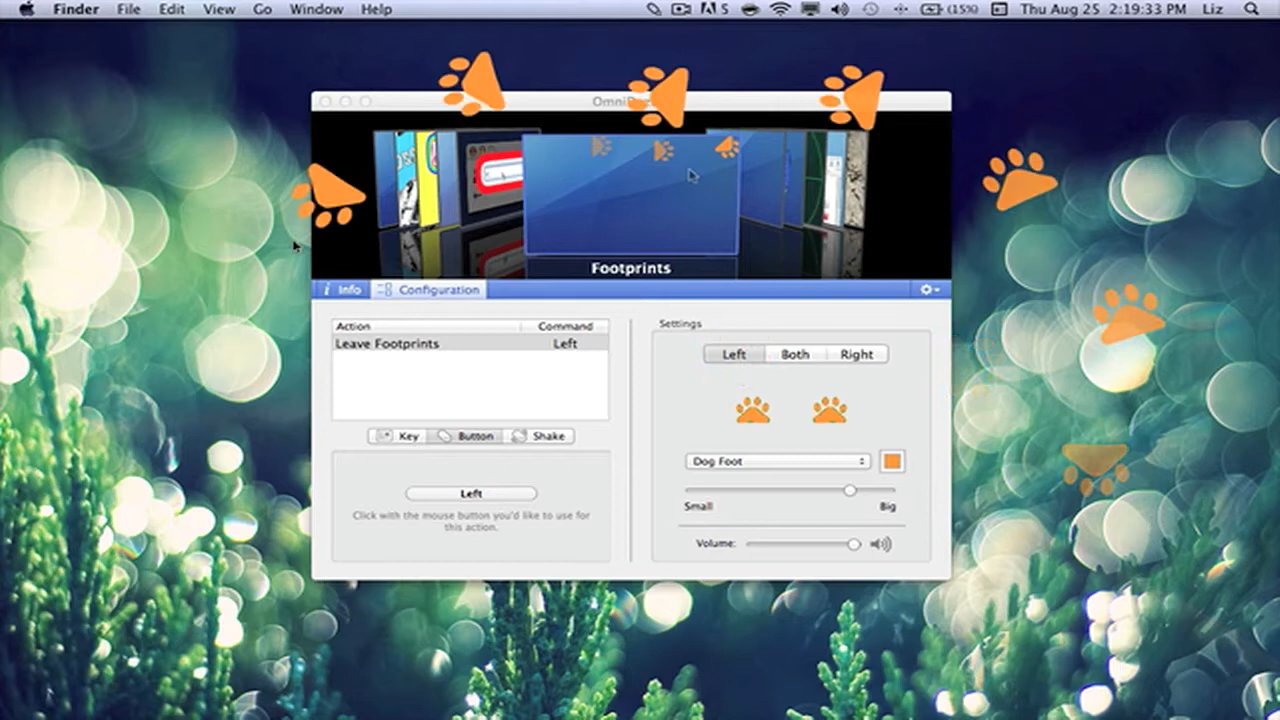 Finder File Edit View Go Window Help 5 (15%) Thu Aug 25 2:19:33 PM Liz
Footprints
i Info Configuration
Action Command
Leave Footprints Left
Key Button Shake
Left
Click with the mouse button you'd like to use for
this action.
Settings
Left Both Right
Dog Foot
Small Big
Volume: